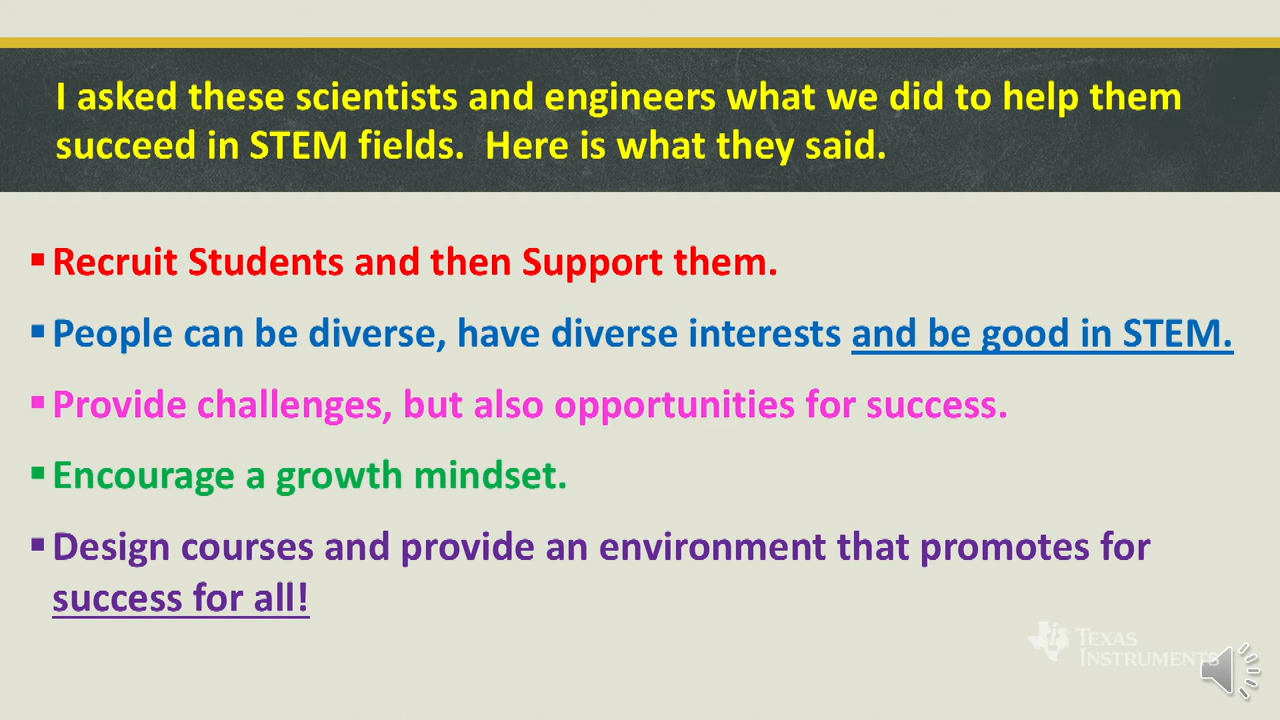 I asked these scientists and engineers what we did to help them
succeed in STEM fields.  Here is what they said.
▪Recruit Students and then Support them.
▪People can be diverse, have diverse interests and be good in STEM.
▪Provide challenges, but also opportunities for success.
▪Encourage a growth mindset.
▪Design courses and provide an environment that promotes for
success for all!
TEXAS
INSTRUMENTS